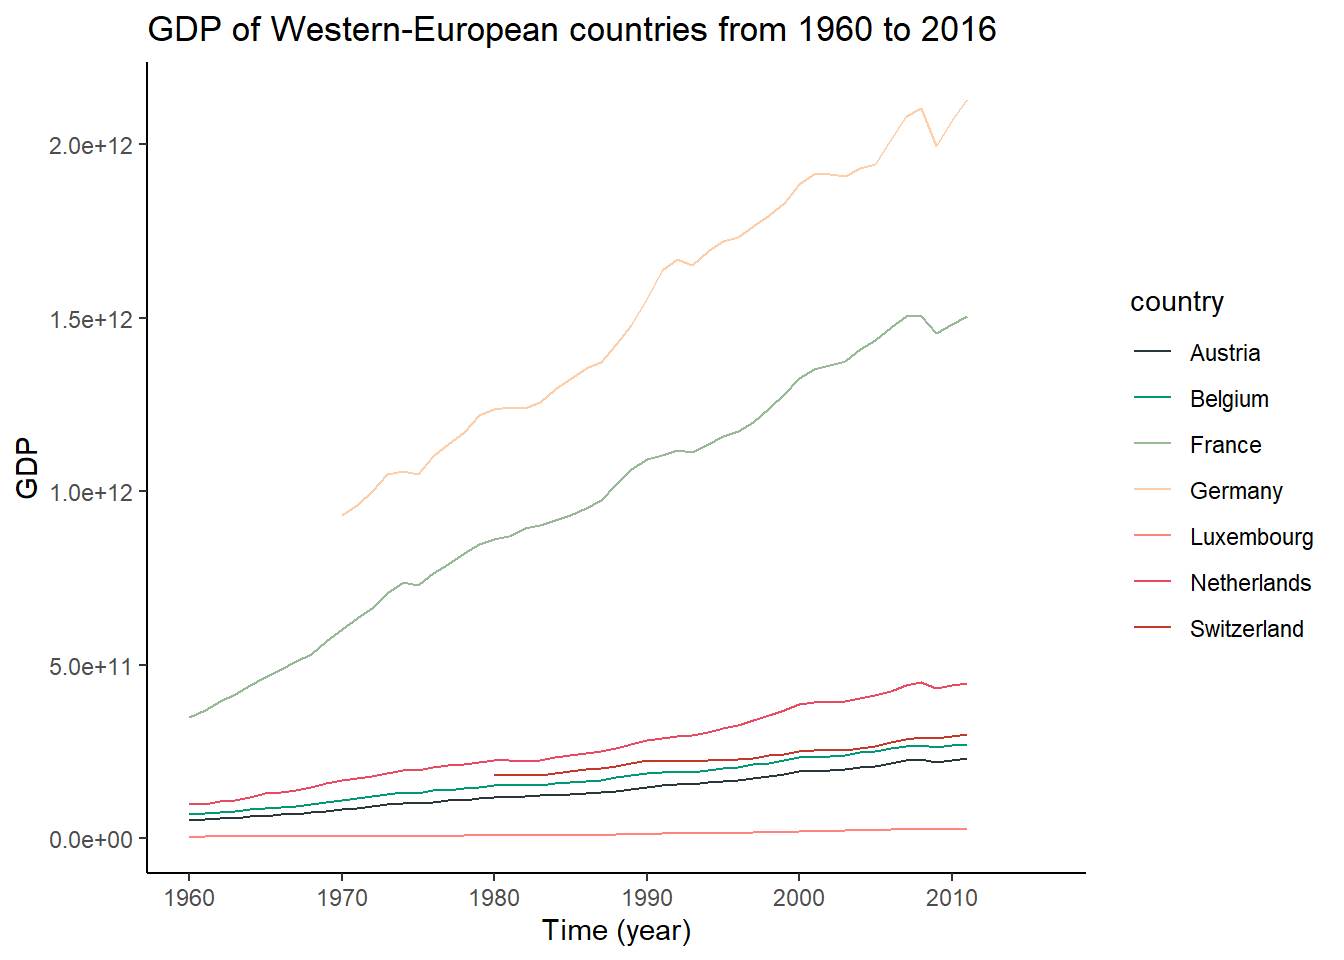 GDP of Western-European countries from 1960 to 2016
GDP
2.0e+12
1.5e+12
1.0e+12
5.0e+11
0.0e+00
1960 1970 1980 1990 2000 2010
Time (year)
country
Austria
Belgium
France
Germany
Luxembourg
Netherlands
Switzerland